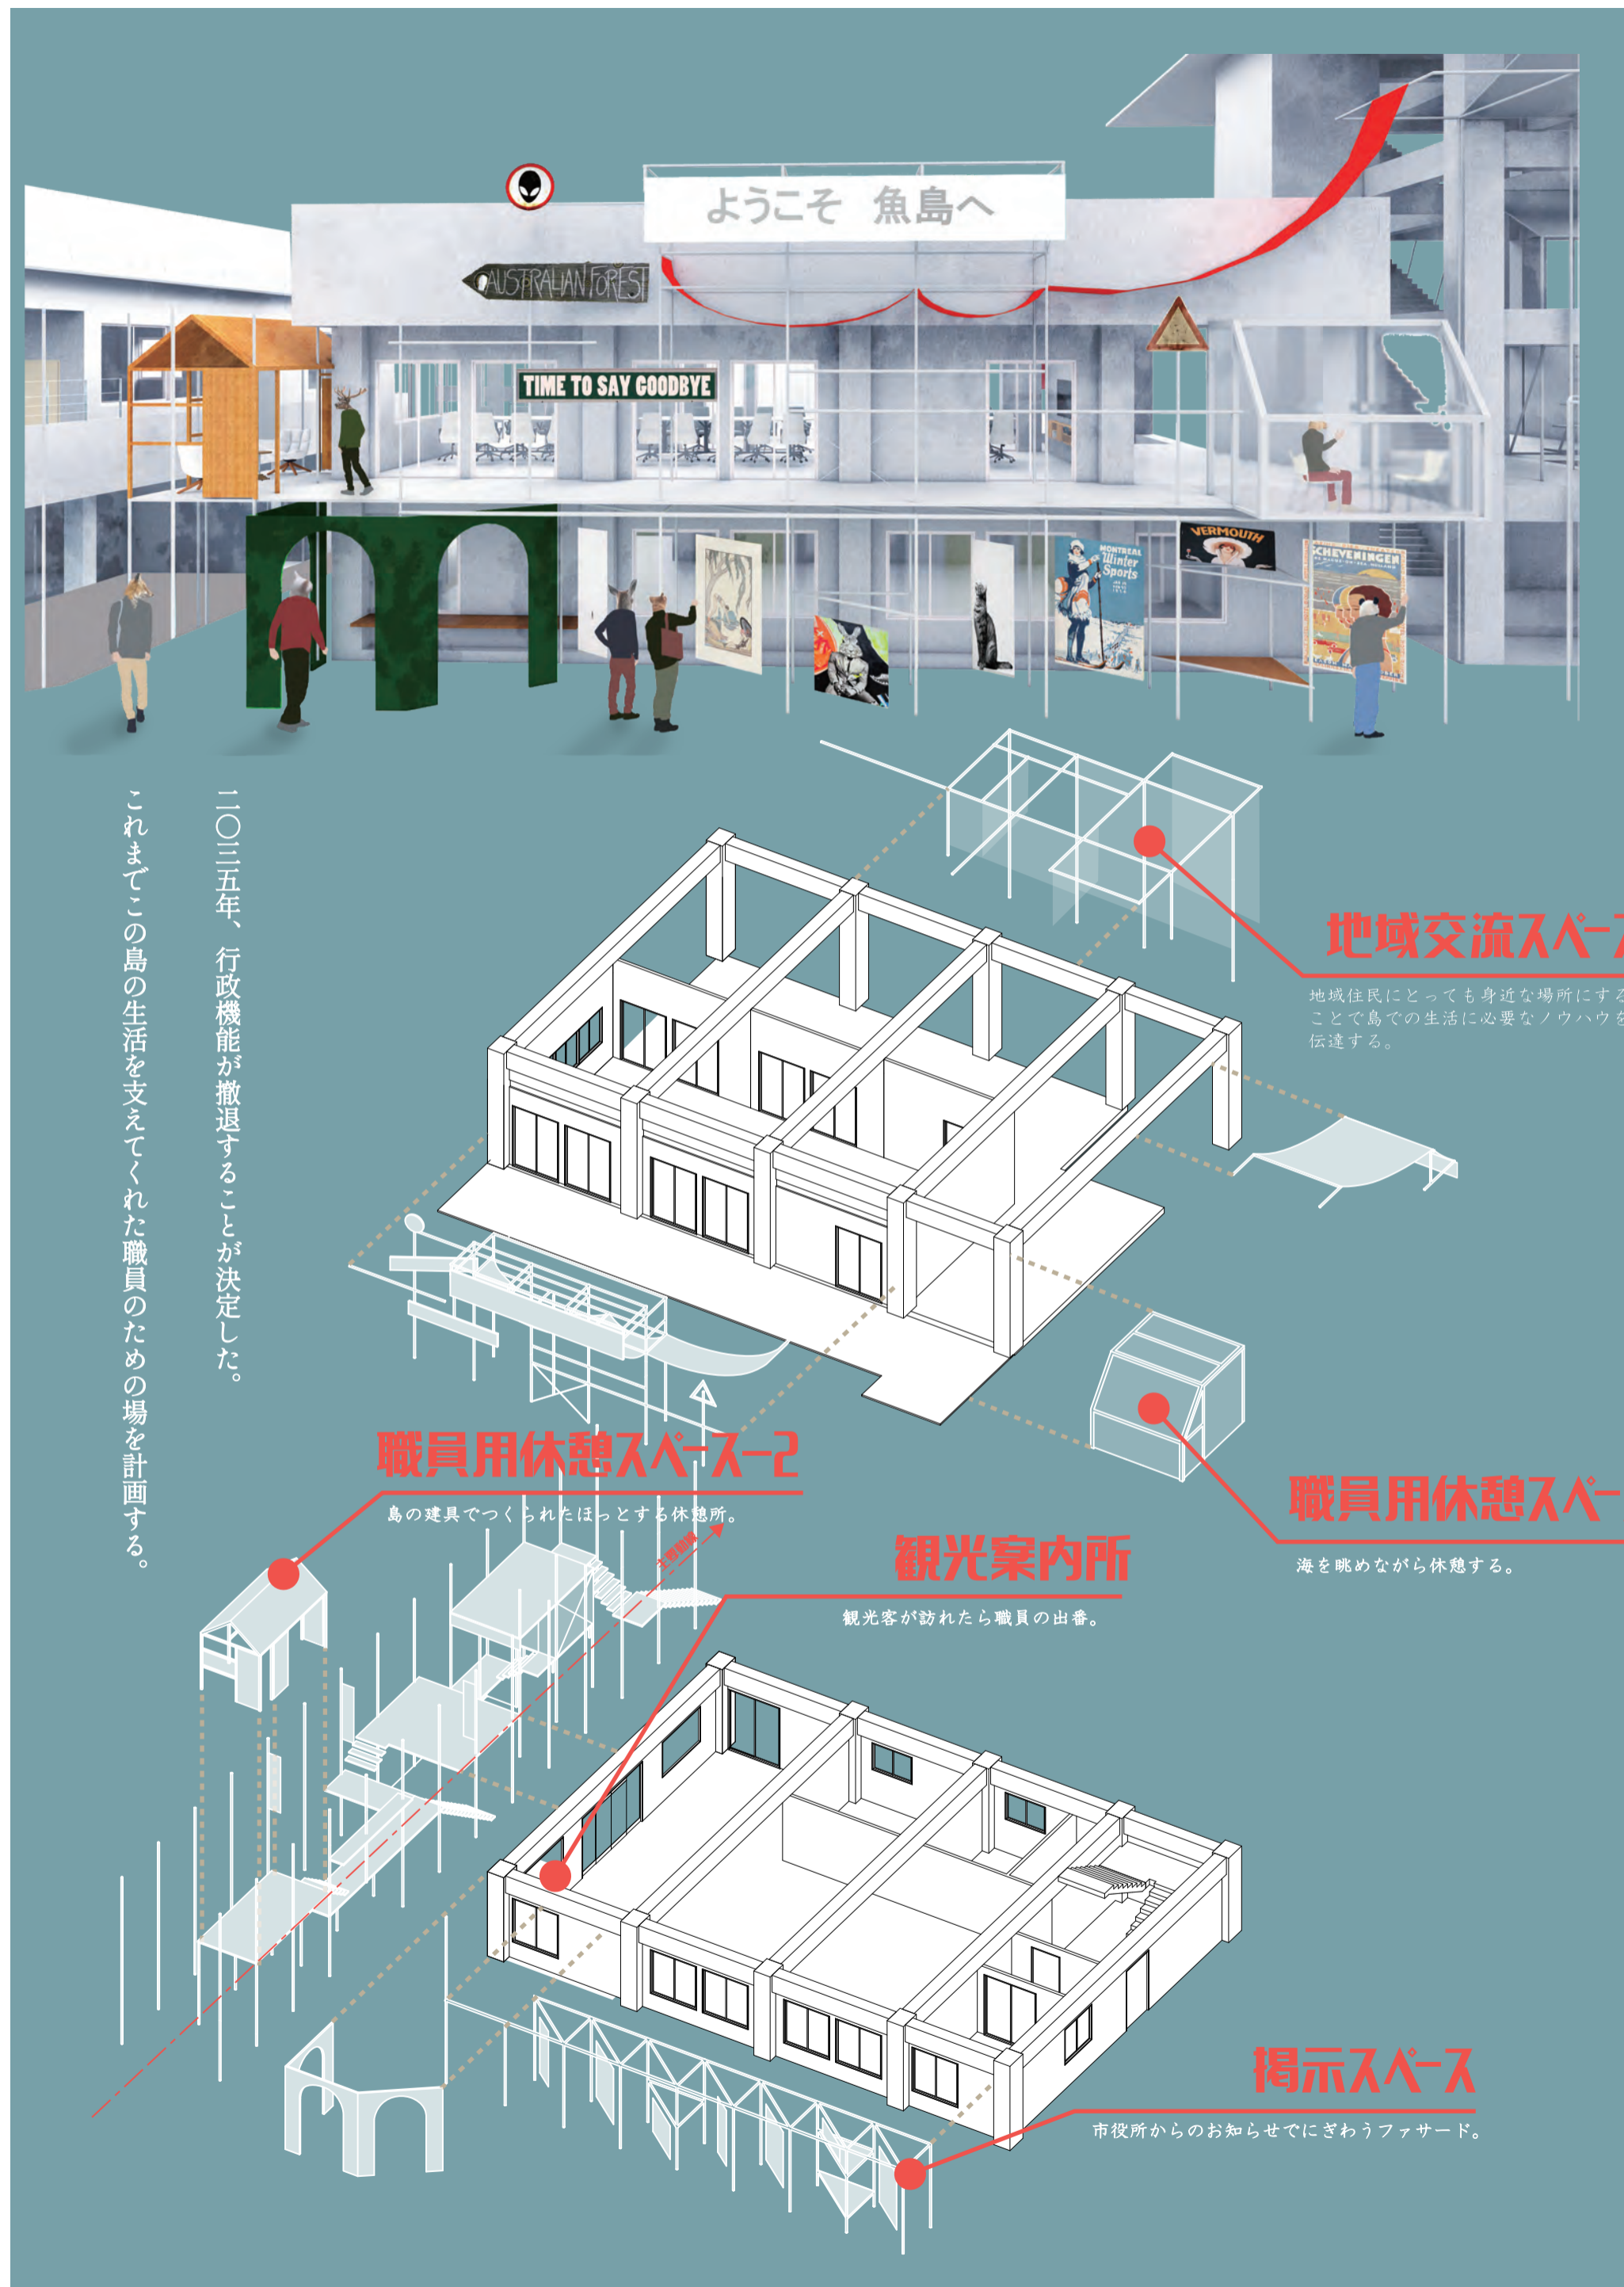 ようこそ 魚島へ
AUSTRALIAN FOREST
TIME TO SAY GOODBYE
VERMOUTH
MONTREAL
Winter
Sports
SCHEVENINGEN
二〇三五年、行政機能が撤退することが決定した。
これまでこの島の生活を支えてくれた職員のための場を計画する。
地域交流スペース
地域住民にとっても身近な場所にする
ことで島での生活に必要なノウハウを
伝達する。
職員用休憩スペース−2
島の建具でつくられたほっとする休憩所。
職員用休憩スペー
海を眺めながら休憩する。
観光案内所
観光客が訪れたら職員の出番。
掲示スペース
市役所からのお知らせでにぎわうファサード。